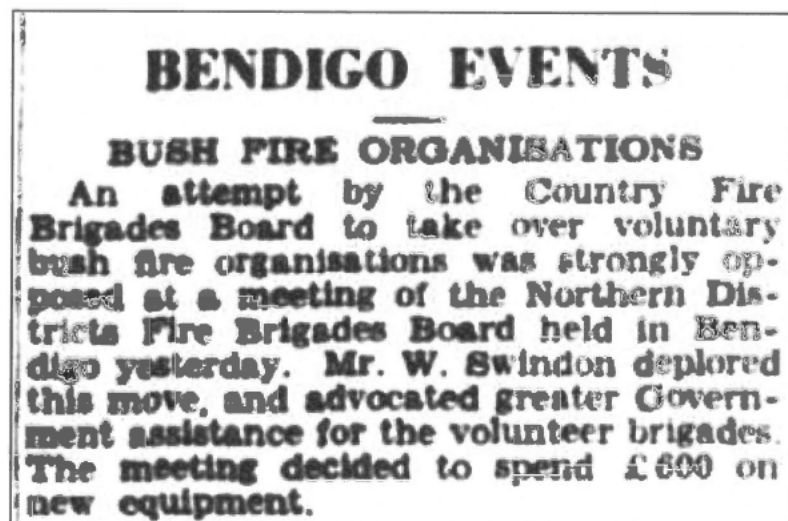 BENDIGO EVENTS
BUSH FIRE ORGANISATIONS
An attempt by the Country Fire
Brigades Board to take over voluntary
bush fire organisations was strongly op-
posed at a meeting of the Northern Dis-
tricts Fire Brigades Board held in Ben-
digo yesterday. Mr. W. Swindon deplored
this move, and advocated greater Govern-
ment assistance for the volunteer brigades.
The meeting decided to spend £600 on
new equipment.